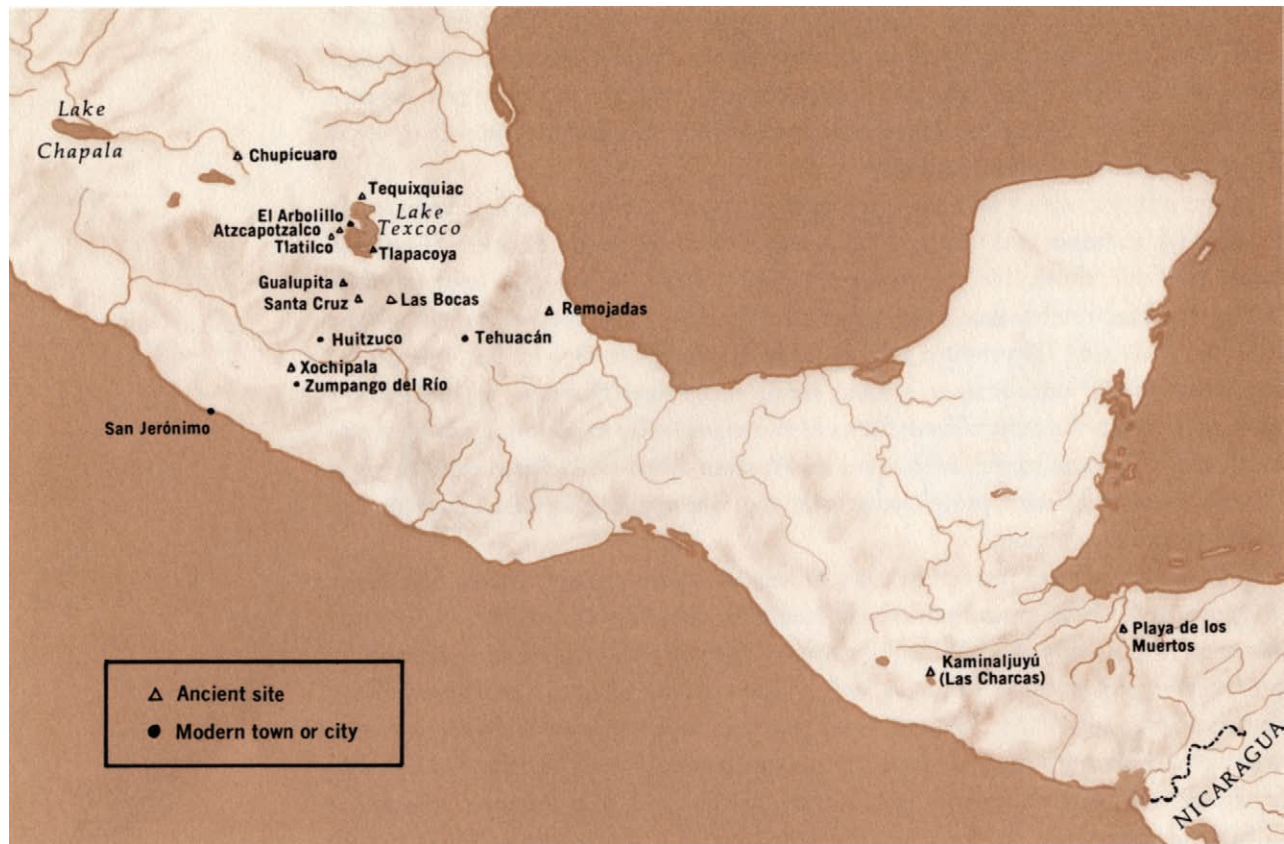 Lake
Chapala
Chupicuaro
Tequixquiac
El Arbolillo
Lake
Texcoco
Atzcapotzalco
Tlatilco
Tlapacoya
Gualupita
Santa Cruz
Las Bocas
Remojadas
Huitzuco
Tehuacán
Xochipala
Zumpango del Río
San Jerónimo
Playa de los
Muertos
Kaminaljuyú
(Las Charcas)
Ancient site
Modern town or city
NICARAGUA